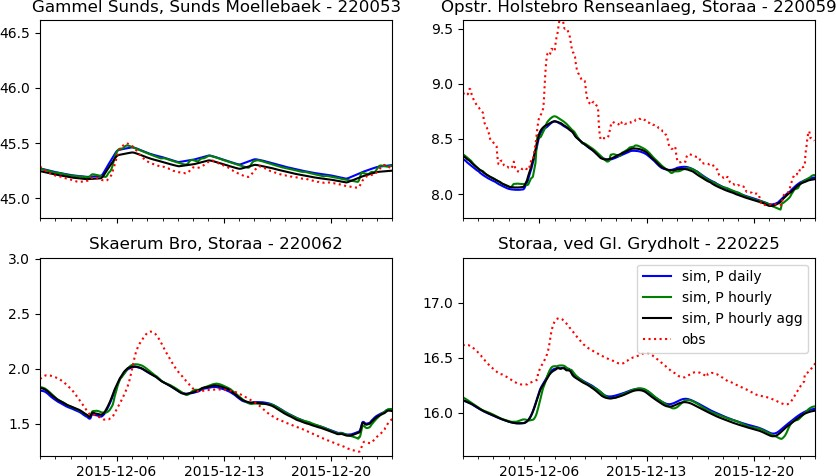 Gammel Sunds, Sunds Moellebaek - 220053
Opstr. Holstebro Renseanlaeg, Storaa - 220059
46.5
46.0
45.5
45.0
9.5
9.0
8.5
8.0
Skaerum Bro, Storaa - 220062
Storaa, ved Gl. Grydholt - 220225
3.0
2.5
2.0
1.5
17.0
16.5
16.0
sim, P daily
sim, P hourly
sim, P hourly agg
obs
2015-12-06 2015-12-13 2015-12-20
2015-12-06 2015-12-13 2015-12-20